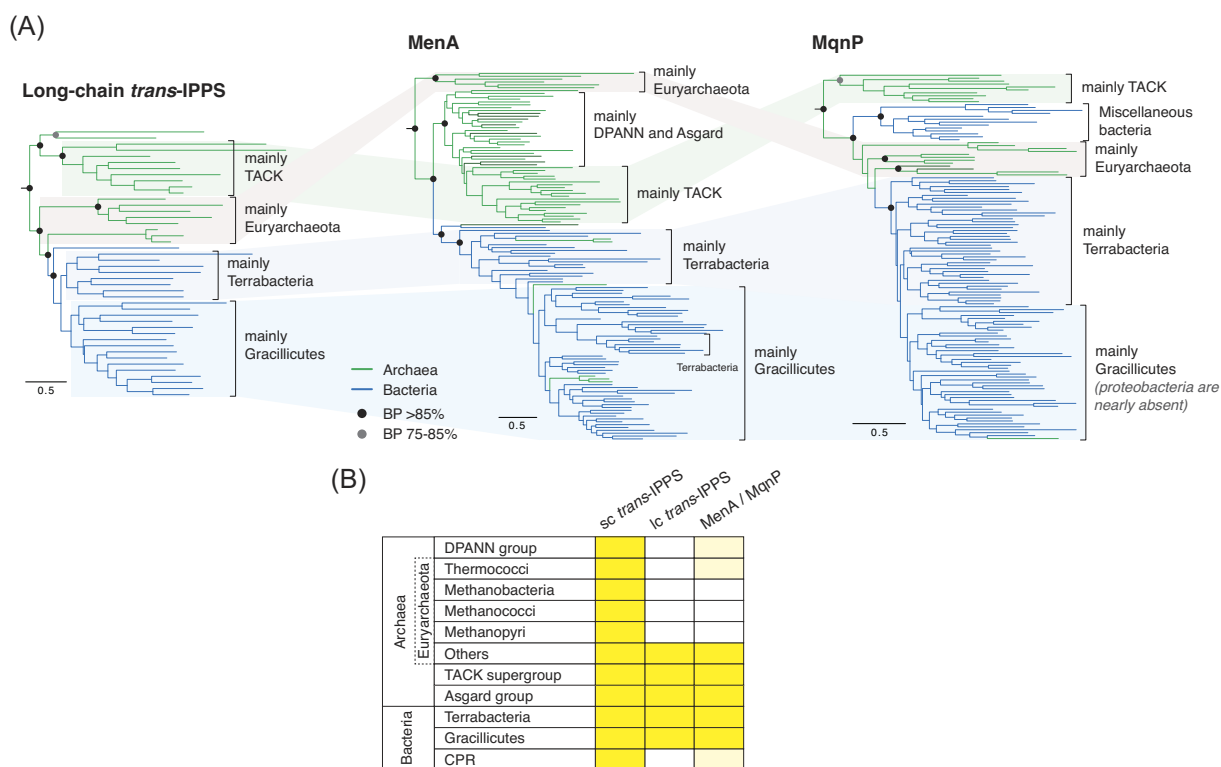 (A)
MenA
MqnP
Long-chain trans-IPPS
mainly
TACK
mainly
Euryarchaeota
mainly
Terrabacteria
mainly
Gracillicutes
0.5
Archaea
Bacteria
BP >85%
BP 75-85%
mainly
Euryarchaeota
mainly
DPANN and Asgard
mainly TACK
mainly
Terrabacteria
Terrabacteria
mainly
Gracillicutes
0.5
mainly TACK
Miscellaneous
bacteria
mainly
Euryarchaeota
mainly
Terrabacteria
mainly
Gracillicutes
(proteobacteria are
nearly absent)
0.5
(B)
sc trans-IPPS
lc trans-IPPS
MenA / MqnP
Archaea
Euryarchaeota
DPANN group
Thermococci
Methanobacteria
Methanococci
Methanopyri
Others
TACK supergroup
Asgard group
Bacteria
Terrabacteria
Gracillicutes
CPR